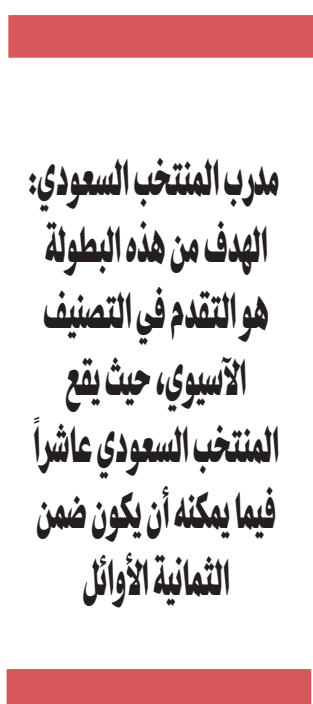 مدرب المنتخب السعودي:
الهدف من هذه البطولة
هو التقدم في التصنيف
الآسيوي، حيث يقع
المنتخب السعودي عاشراً
فيما يمكنه أن يكون ضمن
الثمانية الأوائل